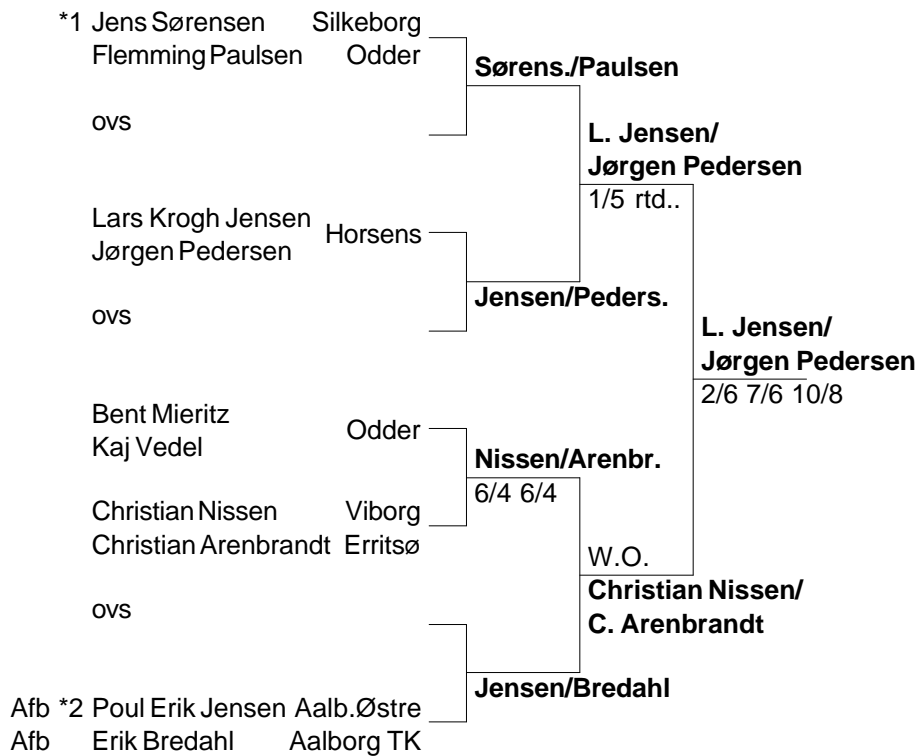 *1 Jens Sørensen Silkeborg
Flemming Paulsen Odder
Sørens./Paulsen
ovs
L. Jensen/
Jørgen Pedersen
1/5 rtd..
Lars Krogh Jensen
Horsens
Jørgen Pedersen
Jensen/Peders.
ovs
L. Jensen/
Jørgen Pedersen
2/6 7/6 10/8
Bent Mieritz
Odder
Kaj Vedel
Nissen/Arenbr.
6/4 6/4
Christian Nissen Viborg
Christian Arenbrandt Erritsø
W.O.
Christian Nissen/
C. Arenbrandt
ovs
Jensen/Bredahl
Afb *2 Poul Erik Jensen Aalb.Østre
Afb Erik Bredahl Aalborg TK